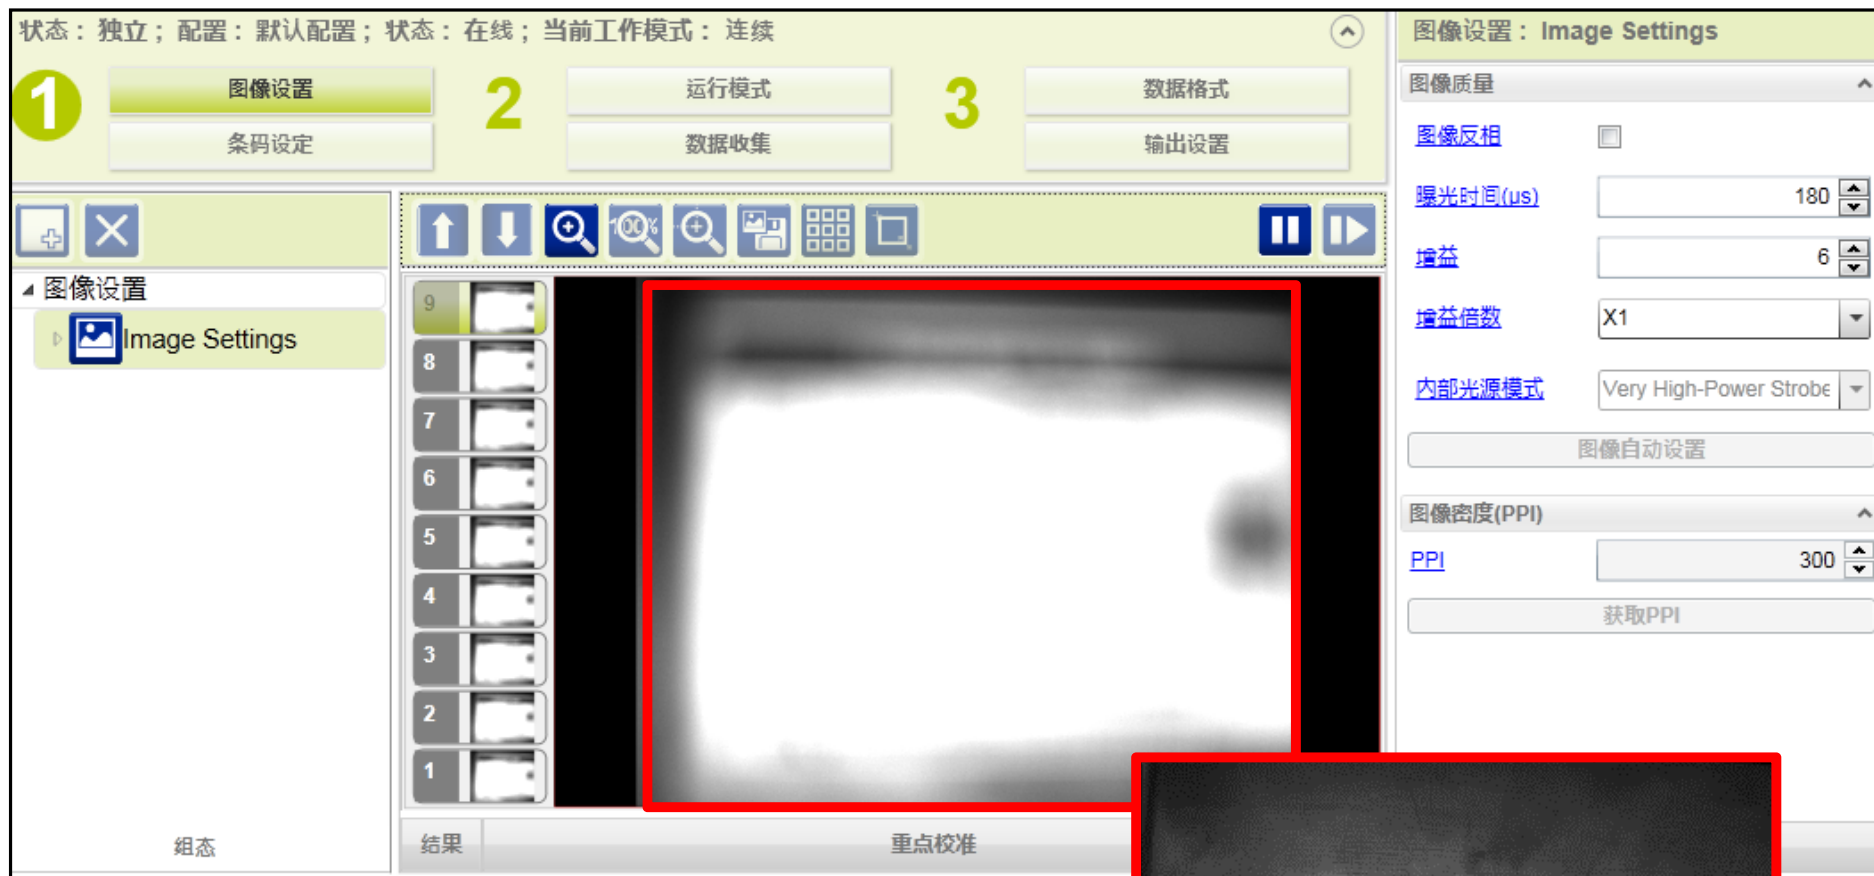 状态：独立；配置：默认配置；状态：在线；当前工作模式：连续
1
图像设置
条码设定
2
运行模式
数据收集
3
数据格式
输出设置
图像设置
Image Settings
组态
100%
9
8
7
6
5
4
3
2
1
结果
重点校准
图像设置：Image Settings
图像质量
图像反相
曝光时间(us) 180
增益 6
增益倍数 X1
内部光源模式 Very High-Power Strobe
图像自动设置
图像密度(PPI)
PPI 300
获取PPI